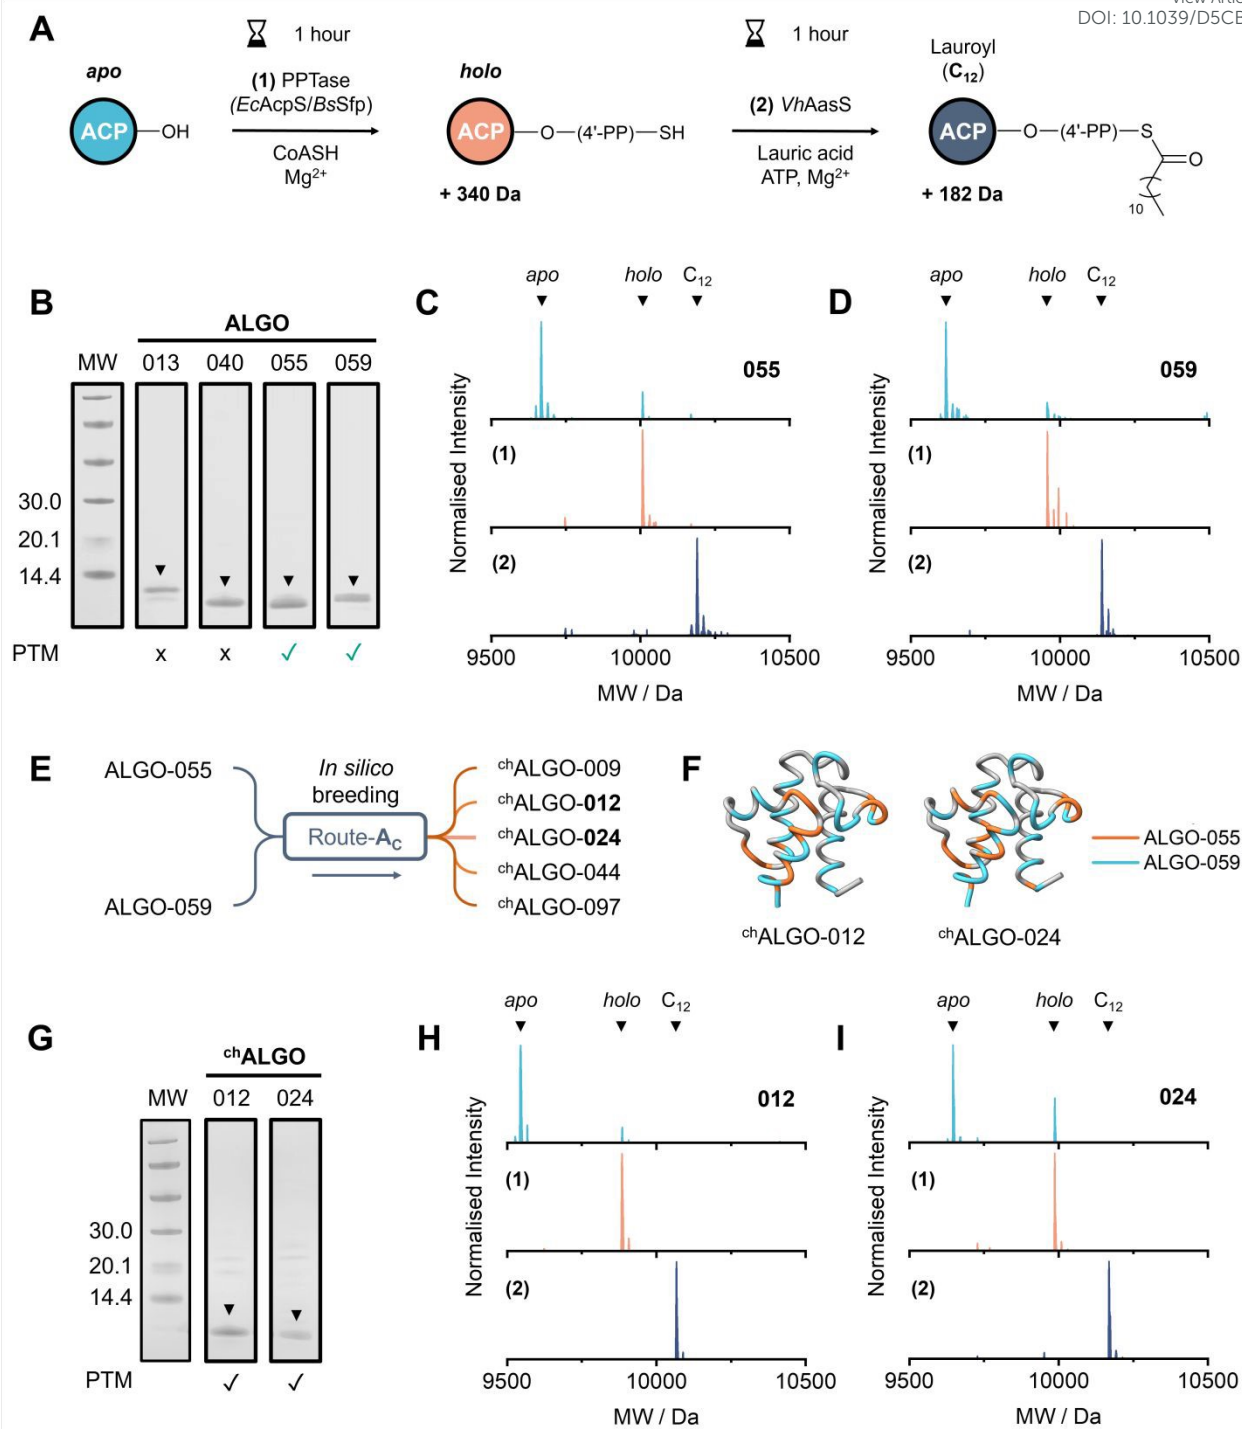 View Artic
DOI: 10.1039/D5CB
A
1 hour
1 hour
apo
(1) PPTase
(EcAcpS/BsSfp)
holo
(2) VhAasS
Lauroyl
(C₁₂)
ACP
OH
CoASH
Mg²⁺
ACP
O
(4'-PP)
SH
+ 340 Da
Lauric acid
ATP, Mg²⁺
ACP
O
(4'-PP)
S
O
10
+ 182 Da
B
ALGO
MW 013 040 055 059
30.0
20.1
14.4
PTM x x ✓ ✓
C
apo holo C₁₂
055
Normalised Intensity
(1)
(2)
9500 10000 10500
MW / Da
D
apo holo C₁₂
059
Normalised Intensity
(1)
(2)
9500 10000 10500
MW / Da
E
ALGO-055
ALGO-059
In silico
breeding
Route-A_C
ᶜʰALGO-009
ᶜʰALGO-012
ᶜʰALGO-024
ᶜʰALGO-044
ᶜʰALGO-097
F
ALGO-055
ALGO-059
ᶜʰALGO-012
ᶜʰALGO-024
G
ᶜʰALGO
MW 012 024
30.0
20.1
14.4
PTM ✓ ✓
H
apo holo C₁₂
012
Normalised Intensity
(1)
(2)
9500 10000 10500
MW / Da
I
apo holo C₁₂
024
Normalised Intensity
(1)
(2)
9500 10000 10500
MW / Da